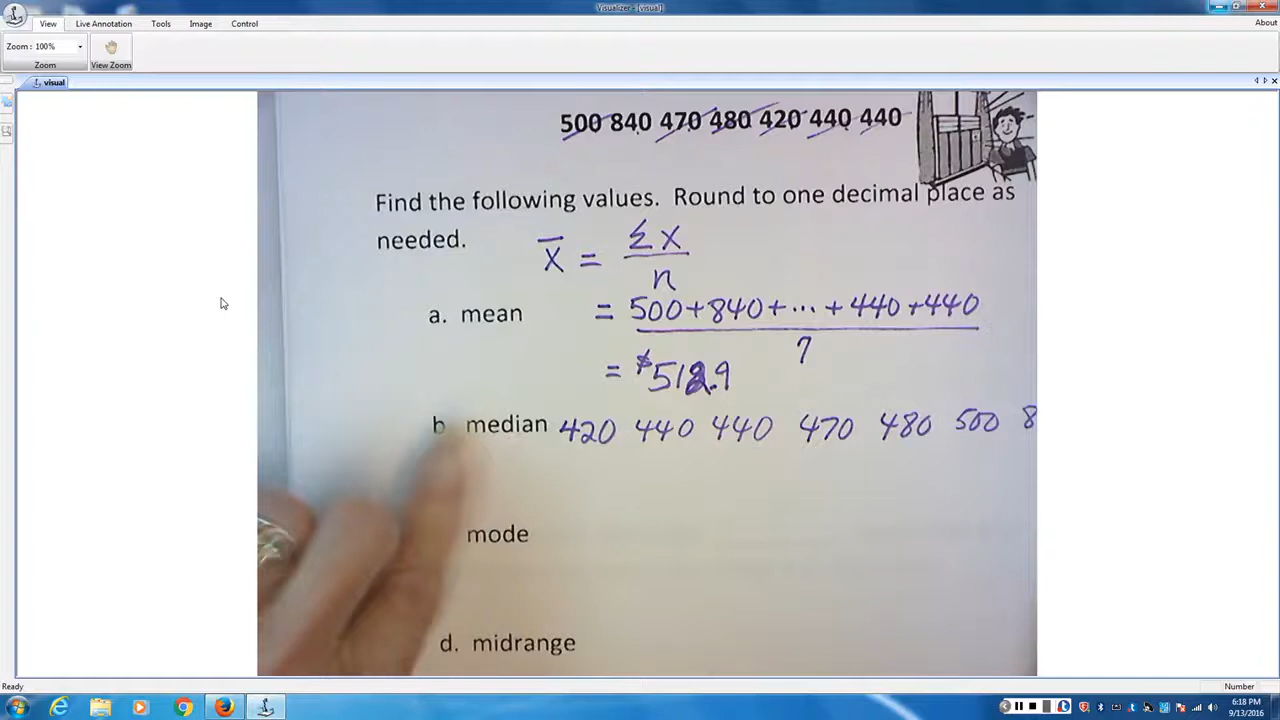 Visualizer - [visual]
View Live Annotation Tools Image Control
About
Zoom : 100%
Zoom View Zoom
visual
500 840 470 480 420 440 440
Find the following values. Round to one decimal place as
needed.
x̄ = Σx / n
a. mean = 500+840+...+440+440 / 7
= $512.9
b median 420 440 440 470 480 500 8
mode
d. midrange
Ready
Number
6:18 PM
9/13/2016